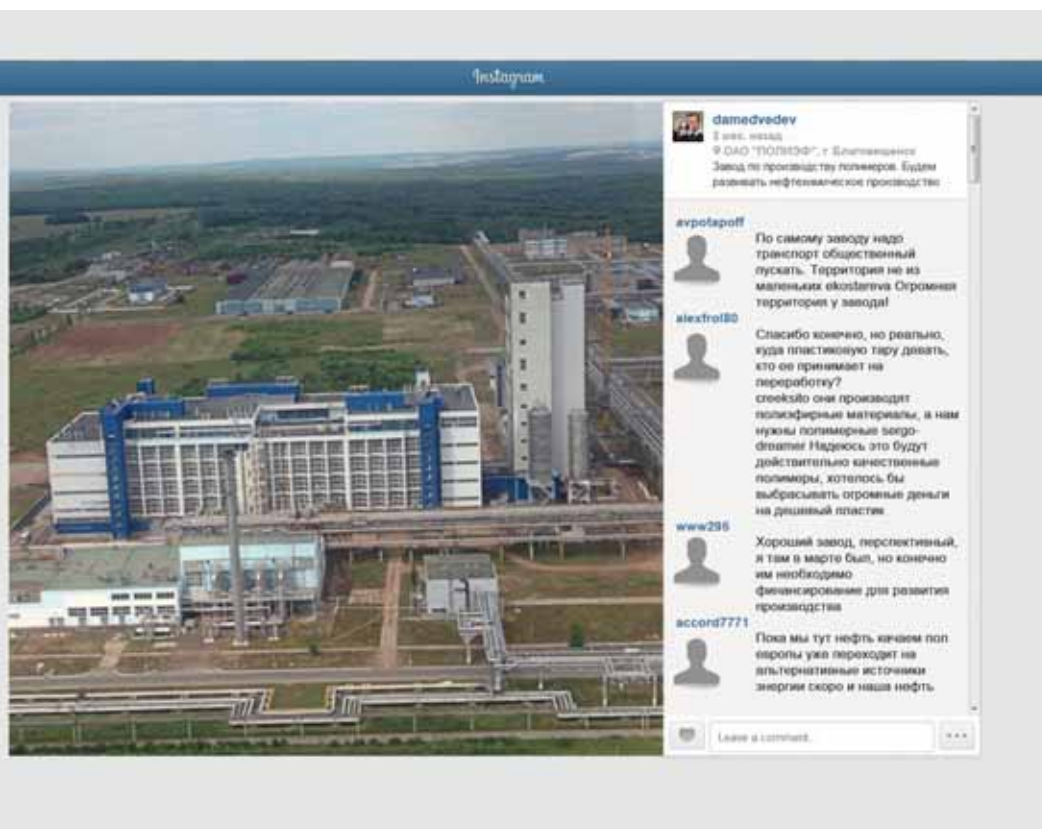 Instagram
damedvedev
2 мес. назад
ОАО "ПОЛИЭФ", г. Благовещенск
Завод по производству полимеров. Будем
развивать нефтехимическое производство
avpotapoff
По самому заводу надо
транспорт общественный
пускать. Территория не из
маленьких ekostareva Огромная
территория у завода!
alexfrol80
Спасибо конечно, но реально,
куда пластиковую тару девать,
кто ее принимает на
переработку?
creeksito они производят
полиэфирные материалы, а нам
нужны полимерные sergo-
dreamer Надеюсь это будут
действительно качественные
полимеры, хотелось бы
выбрасывать огромные деньги
на дешевый пластик
www296
Хороший завод, перспективный,
я там в марте был, но конечно
им необходимо
финансирование для развития
производства
accord7771
Пока мы тут нефть качаем пол
европы уже переходит на
альтернативные источники
энергии скоро и наша нефть
Leave a comment.